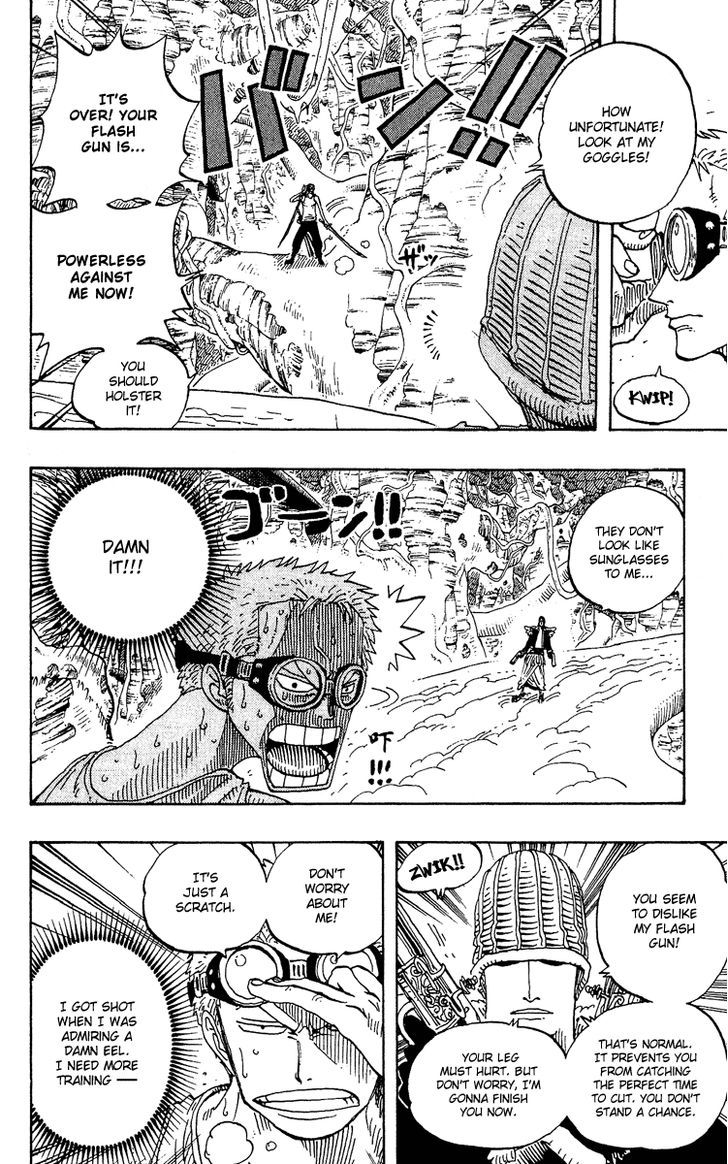 HOW
UNFORTUNATE!
LOOK AT MY
GOGGLES!
KWIP!
バン!!
IT'S
OVER! YOUR
FLASH
GUN IS...
POWERLESS
AGAINST
ME NOW!
ザッ
YOU
SHOULD
HOLSTER
IT!
THEY DON'T
LOOK LIKE
SUNGLASSES
TO ME...
ゴーン!!
DAMN
IT!!!
!!!
YOU SEEM
TO DISLIKE
MY FLASH
GUN!
ZWIK!!
THAT'S NORMAL.
IT PREVENTS YOU
FROM CATCHING
THE PERFECT TIME
TO CUT. YOU DON'T
STAND A CHANCE.
YOUR LEG
MUST HURT. BUT
DON'T WORRY, I'M
GONNA FINISH
YOU NOW.
DON'T
WORRY
ABOUT
ME!
IT'S
JUST A
SCRATCH.
I GOT SHOT
WHEN I WAS
ADMIRING A
DAMN EEL.
I NEED MORE
TRAINING —